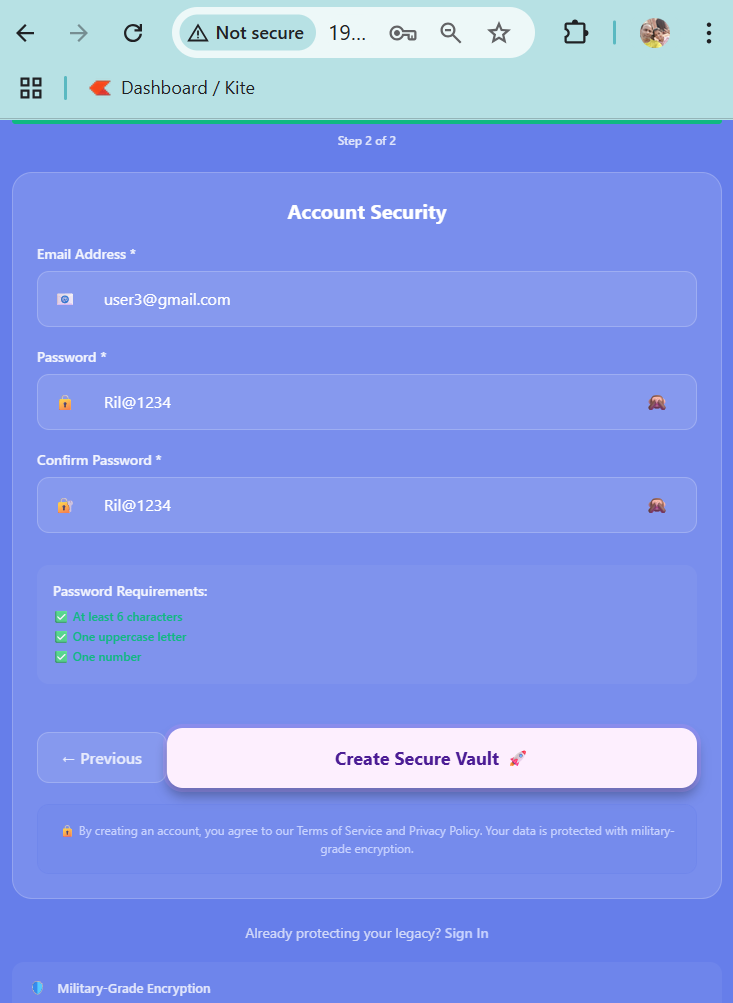 Not secure 19...
Dashboard / Kite
Step 2 of 2
Account Security
Email Address *
user3@gmail.com
Password *
Ril@1234
Confirm Password *
Ril@1234
Password Requirements:
✅ At least 6 characters
✅ One uppercase letter
✅ One number
← Previous
Create Secure Vault 🚀
🔒 By creating an account, you agree to our Terms of Service and Privacy Policy. Your data is protected with military-
grade encryption.
Already protecting your legacy? Sign In
Military-Grade Encryption